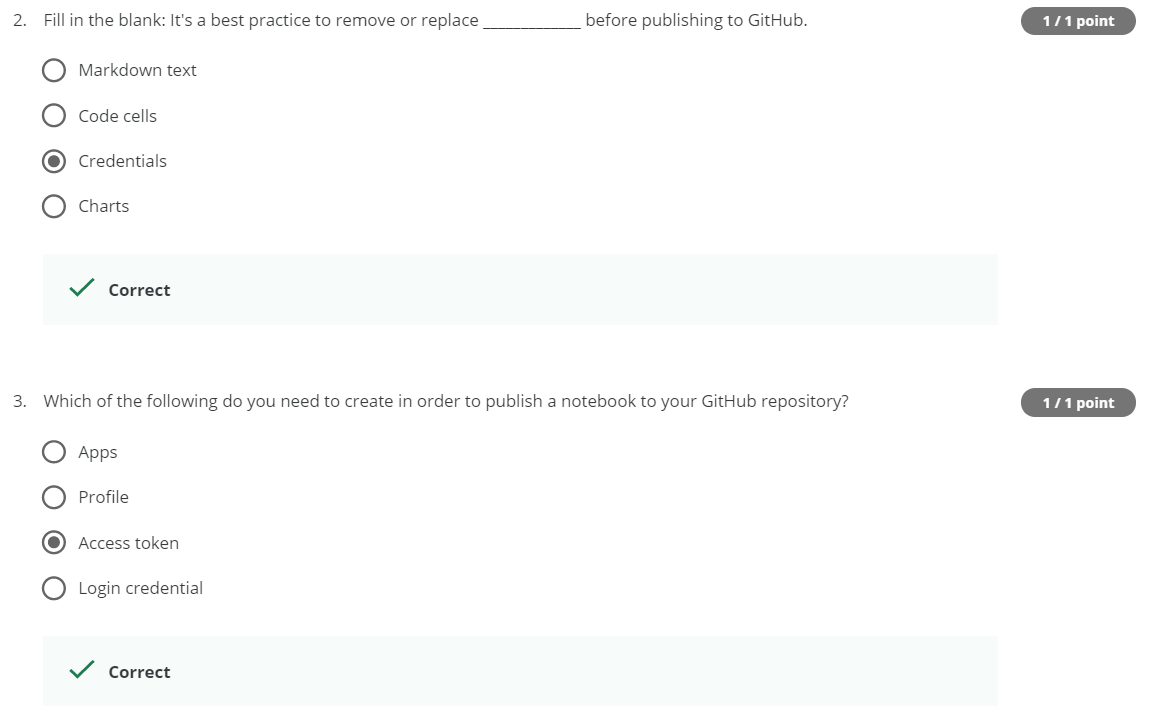 2. Fill in the blank: It's a best practice to remove or replace _____________ before publishing to GitHub.
1 / 1 point
Markdown text
Code cells
Credentials
Charts
Correct
3. Which of the following do you need to create in order to publish a notebook to your GitHub repository?
1 / 1 point
Apps
Profile
Access token
Login credential
Correct